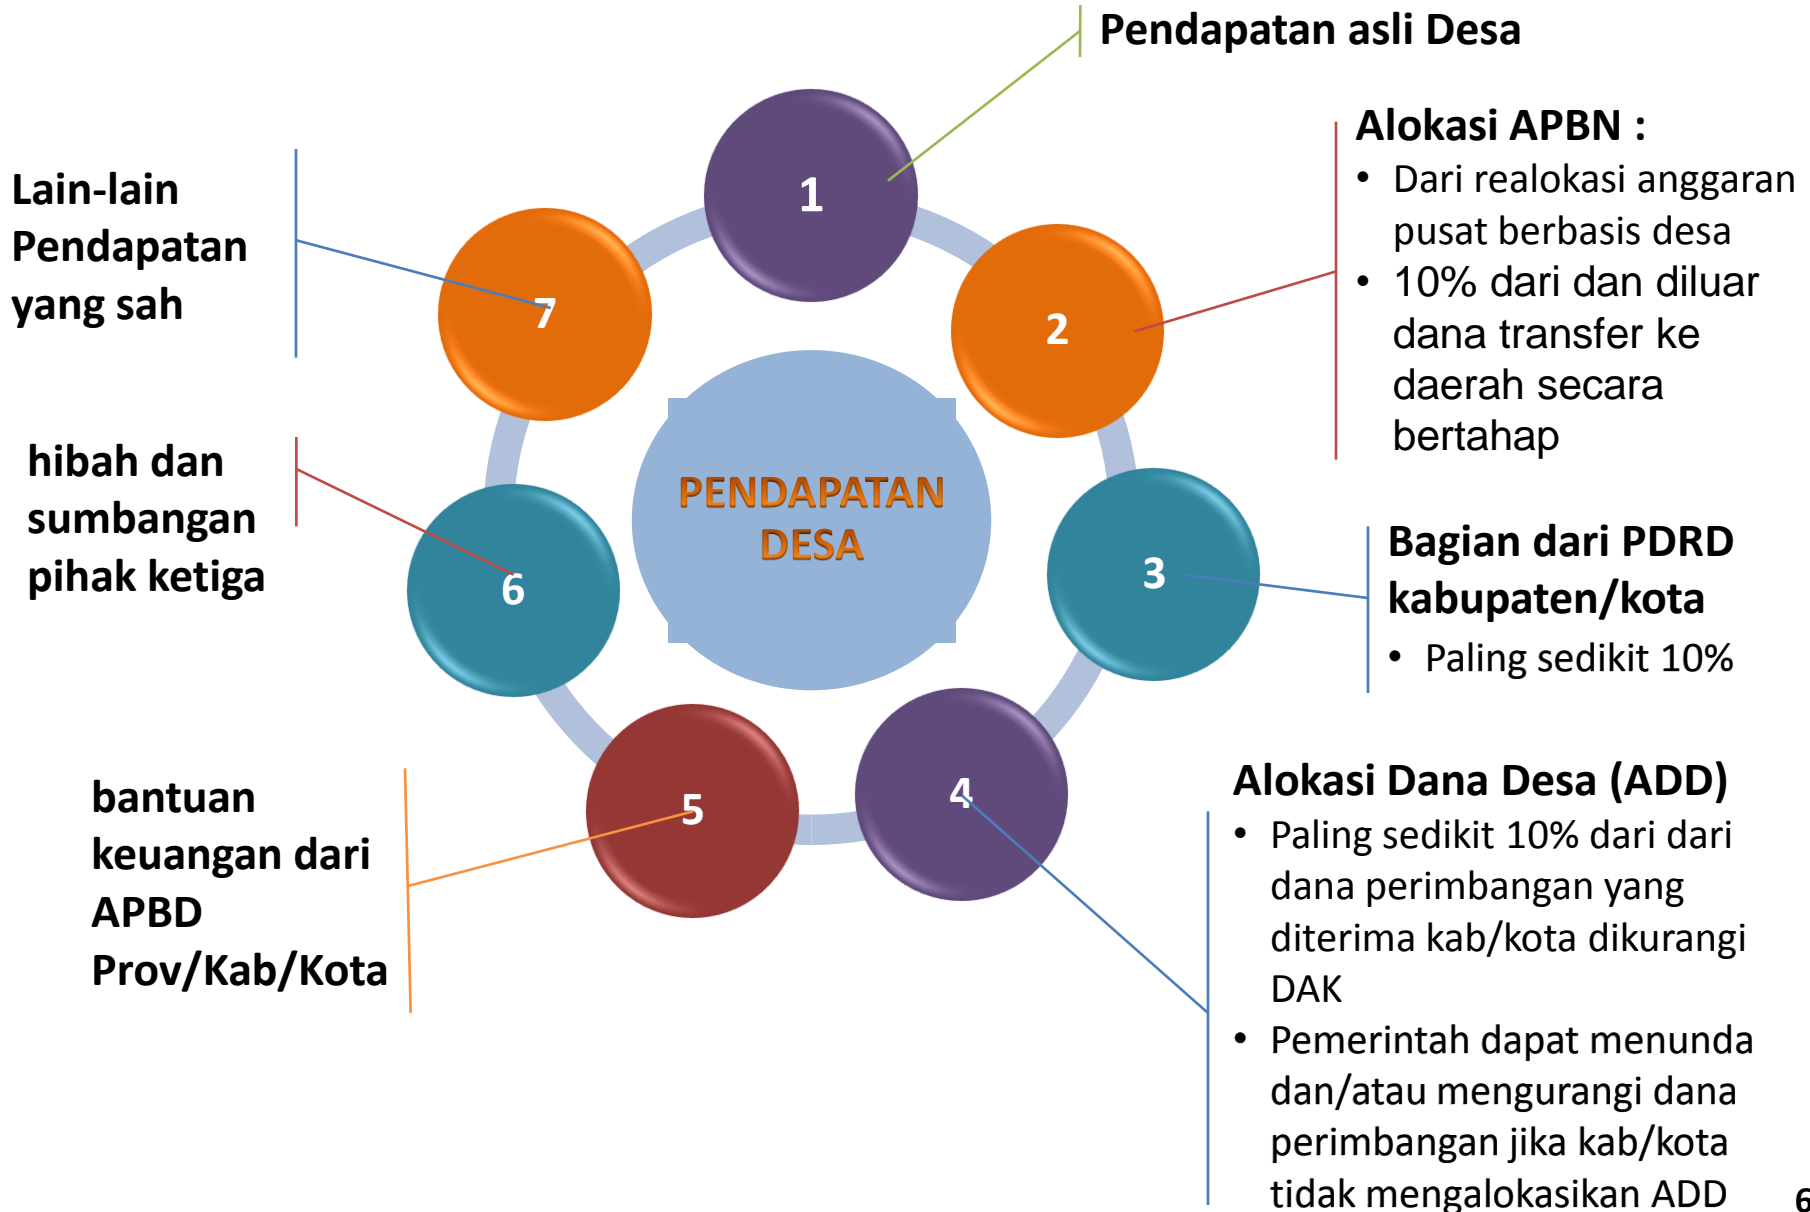 Pendapatan asli Desa
1
Alokasi APBN :
• Dari realokasi anggaran
pusat berbasis desa
• 10% dari dan diluar
dana transfer ke
daerah secara
bertahap
2
Bagian dari PDRD
kabupaten/kota
• Paling sedikit 10%
3
Alokasi Dana Desa (ADD)
• Paling sedikit 10% dari dari
dana perimbangan yang
diterima kab/kota dikurangi
DAK
• Pemerintah dapat menunda
dan/atau mengurangi dana
perimbangan jika kab/kota
tidak mengalokasikan ADD
4
bantuan
keuangan dari
APBD
Prov/Kab/Kota
5
hibah dan
sumbangan
pihak ketiga
6
Lain-lain
Pendapatan
yang sah
7
PENDAPATAN
DESA
6